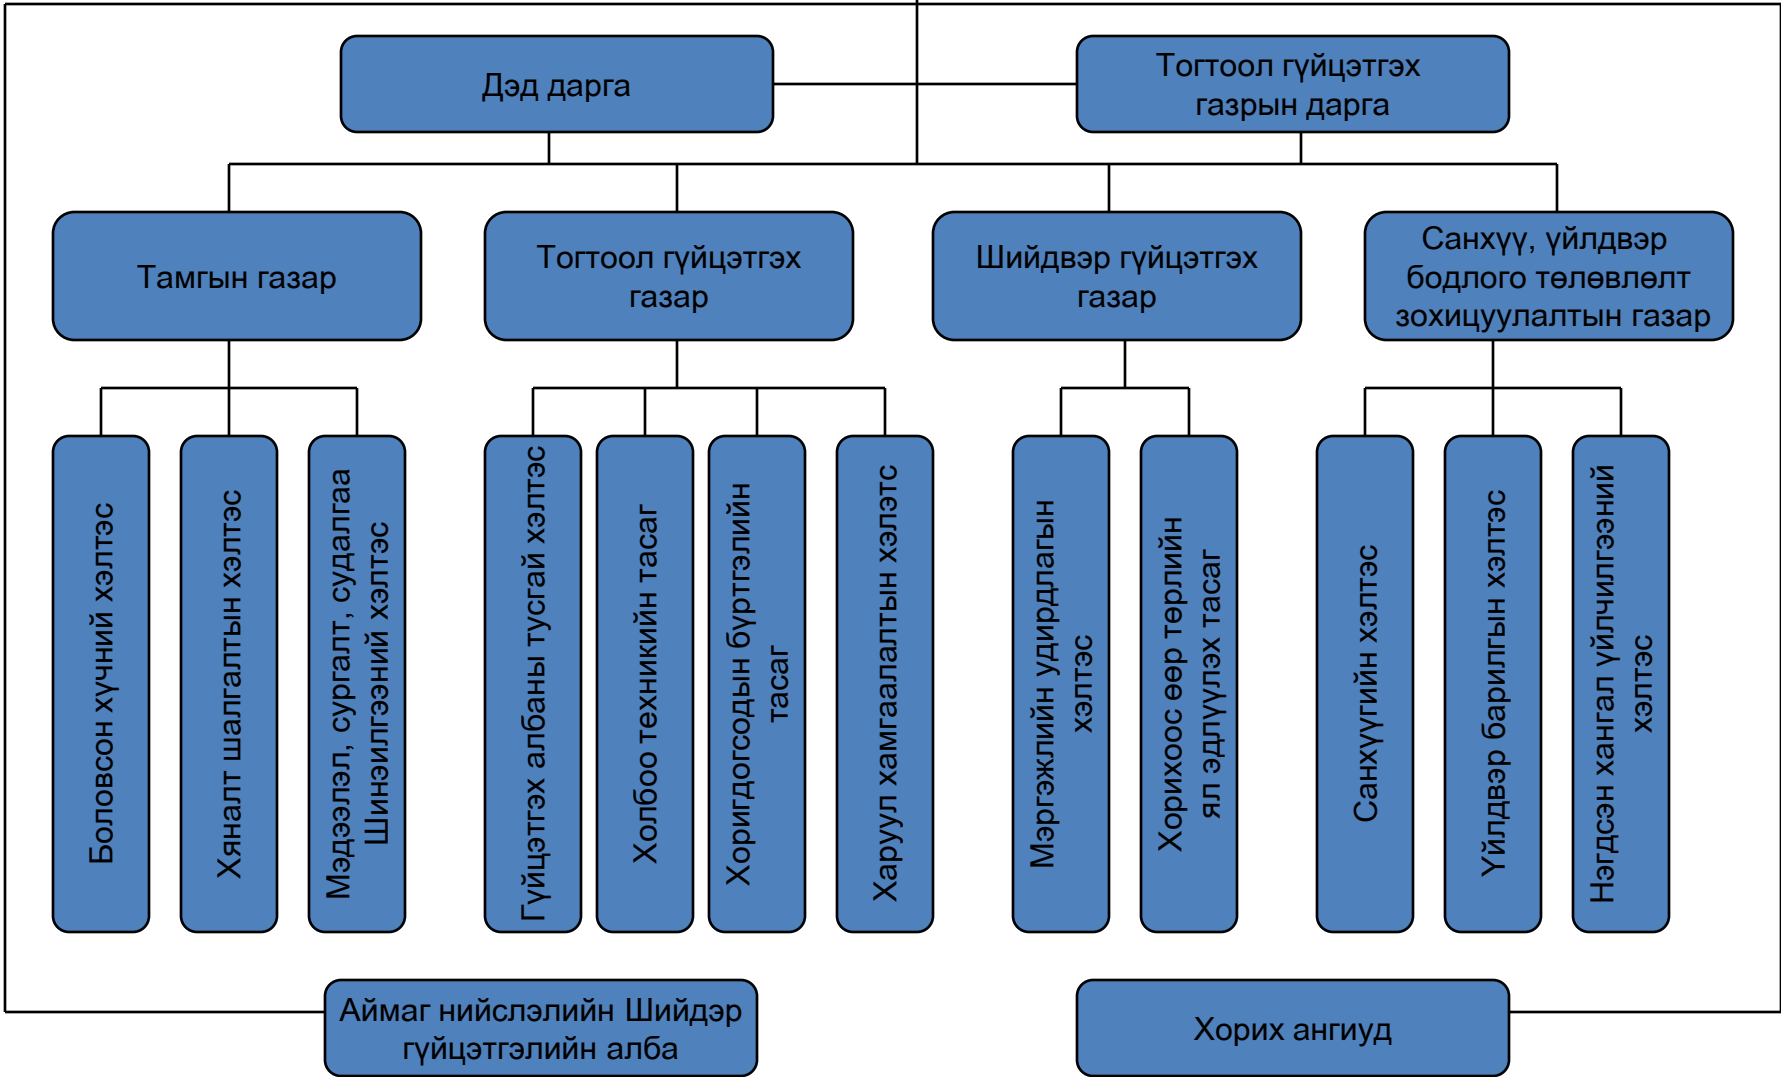 Дэд дарга
Тогтоол гүйцэтгэх
газрын дарга
Тамгын газар
Тогтоол гүйцэтгэх
газар
Шийдвэр гүйцэтгэх
газар
Санхүү, үйлдвэр
бодлого төлөвлөлт
зохицуулалтын газар
Боловсон хүчний хэлтэс
Хяналт шалгалтын хэлтэс
Мэдээлэл, сургалт, судалгаа
Шинэилгээний хэлтэс
Гүйцэтгэх албаны тусгай хэлтэс
Холбоо техникийн тасаг
Хоригдогсодын бүртгэлийн
тасаг
Харуул хамгаалалтын хэлэтс
Мэргэжлийн удирдлагын
хэлтэс
Хорихоос өөр төрлийн
ял эдлүүлэх тасаг
Санхүүгийн хэлтэс
Үйлдвэр барилгын хэлтэс
Нэгдсэн хангал үйлчилгээний
хэлтэс
Аймаг нийслэлийн Шийдэр
гүйцэтгэлийн алба
Хорих ангиуд